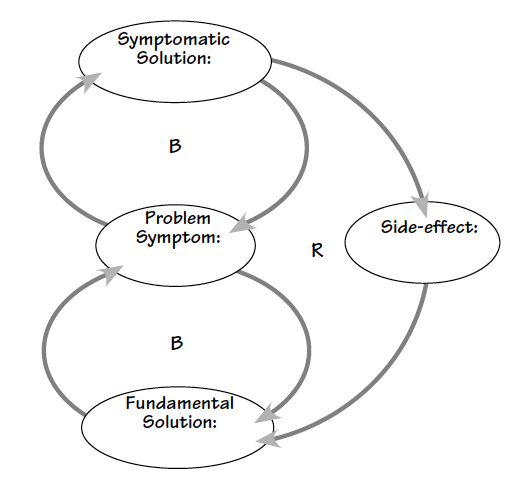 Symptomatic
Solution:
B
Problem
Symptom:
Side-effect:
R
B
Fundamental
Solution: